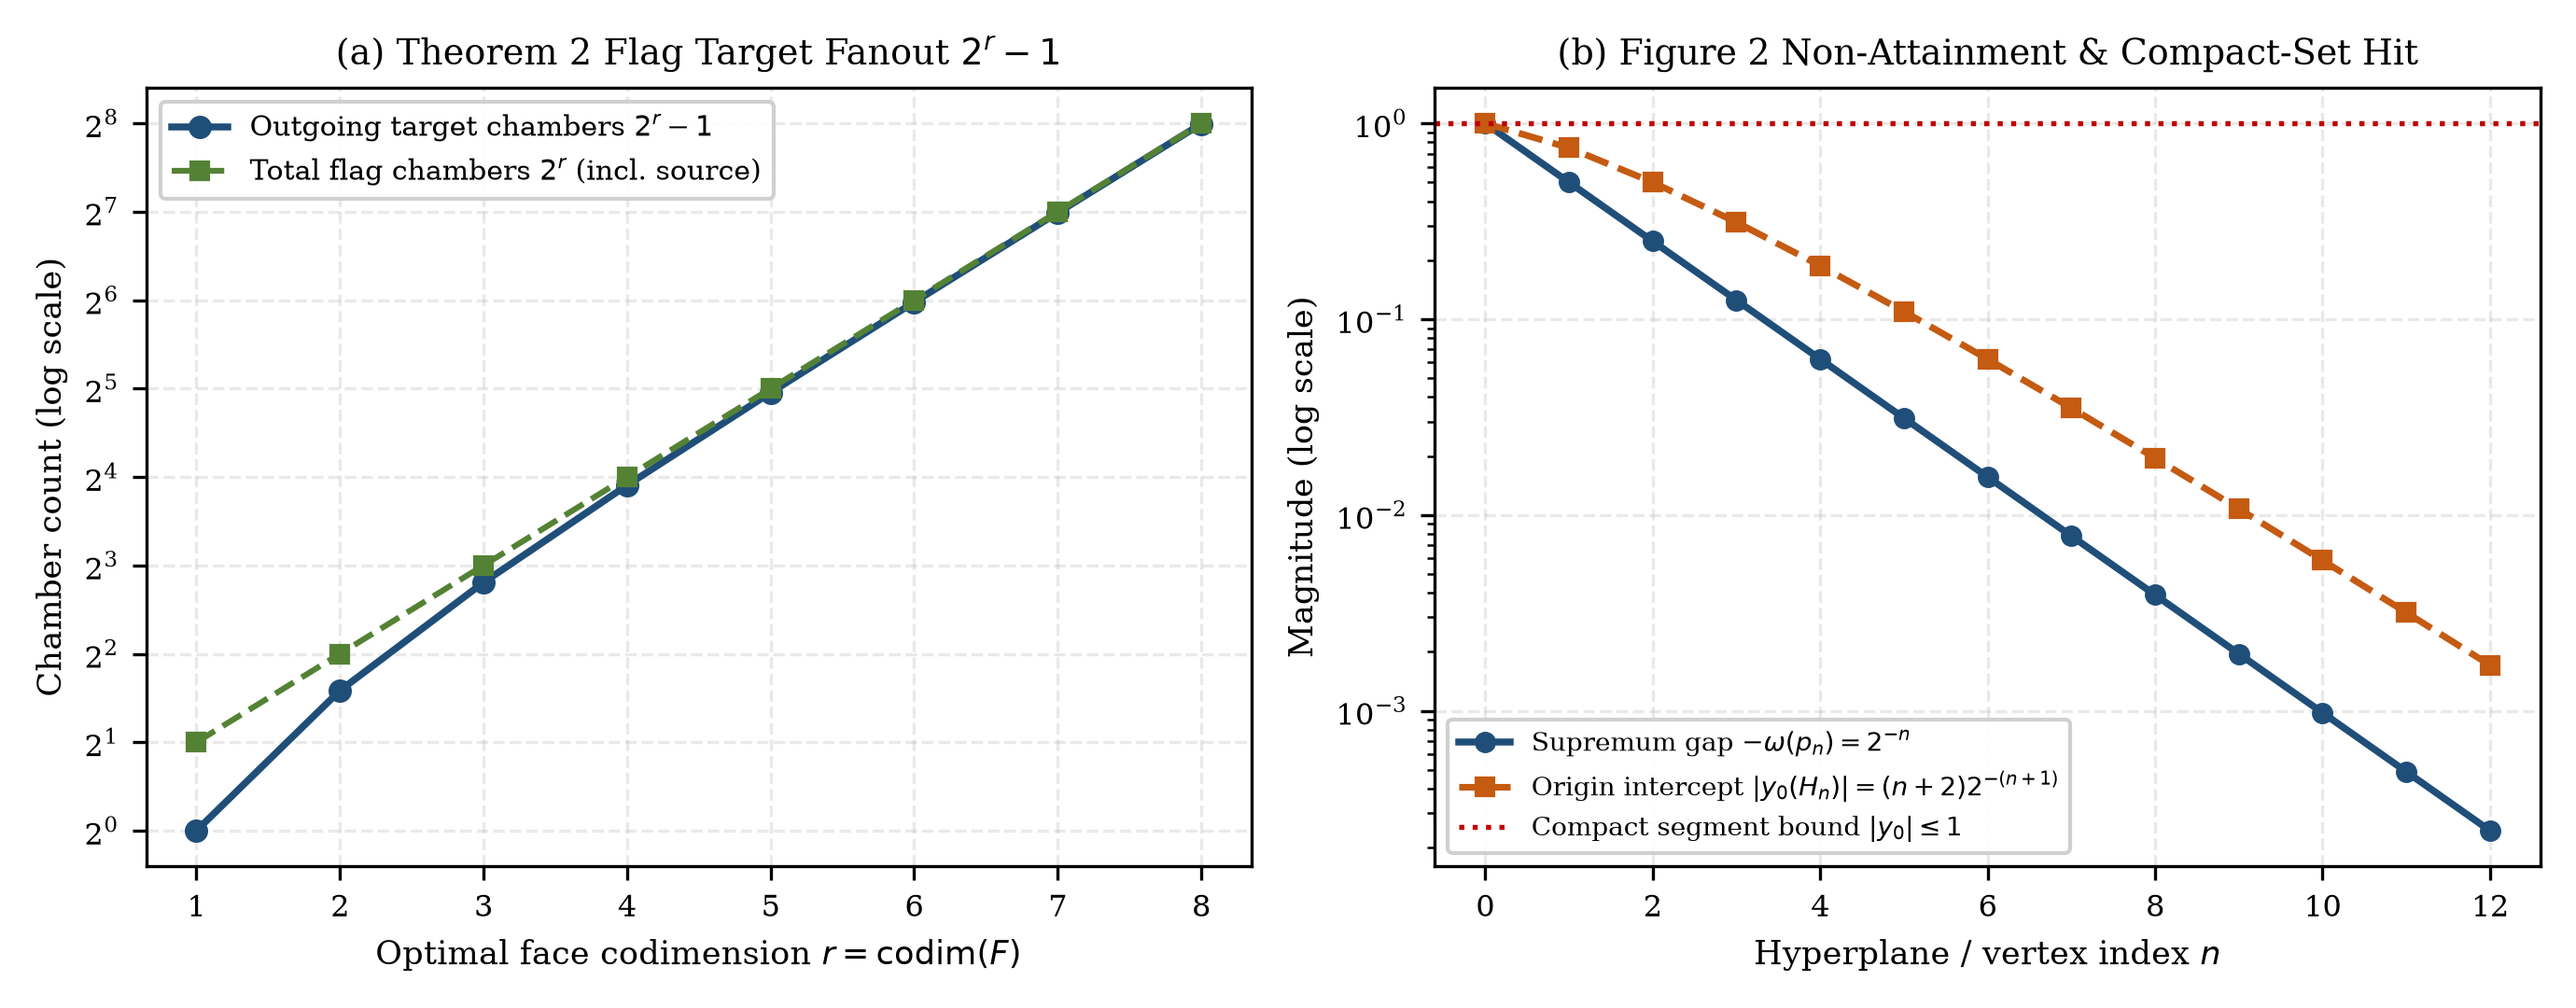 (a) Theorem 2 Flag Target Fanout 2^r − 1
Outgoing target chambers 2^r − 1
Total flag chambers 2^r (incl. source)
Chamber count (log scale)
2^8
2^7
2^6
2^5
2^4
2^3
2^2
2^1
2^0
1 2 3 4 5 6 7 8
Optimal face codimension r = codim(F)
(b) Figure 2 Non-Attainment & Compact-Set Hit
Magnitude (log scale)
10^0
10^−1
10^−2
10^−3
Supremum gap −ω(p_n) = 2^−n
Origin intercept |y_0(H_n)| = (n + 2)2^−(n+1)
Compact segment bound |y_0| ≤ 1
0 2 4 6 8 10 12
Hyperplane / vertex index n